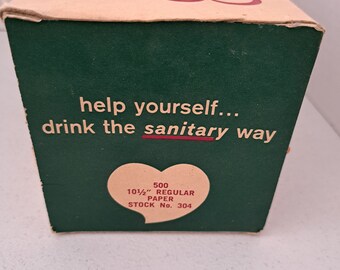 help yourself...
drink the sanitary way
500
10½" REGULAR
PAPER
STOCK No. 304